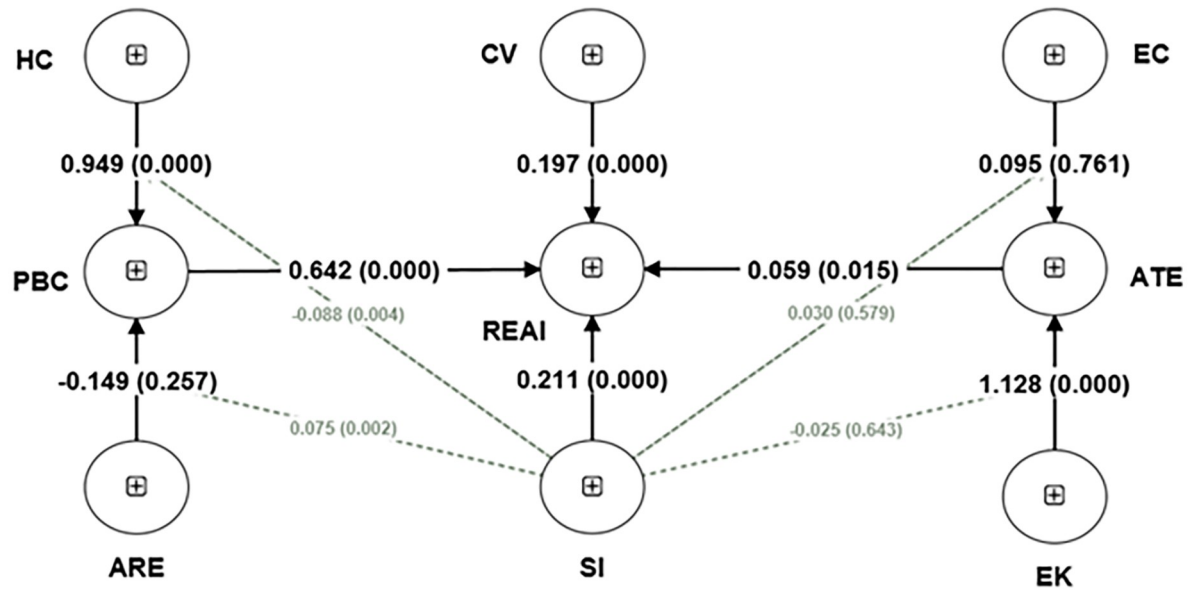 HC
CV
EC
0.949 (0.000)
0.197 (0.000)
0.095 (0.761)
PBC
0.642 (0.000)
0.059 (0.015)
ATE
-0.088 (0.004)
0.030 (0.579)
REAI
-0.149 (0.257)
0.211 (0.000)
1.128 (0.000)
0.075 (0.002)
-0.025 (0.643)
ARE
SI
EK